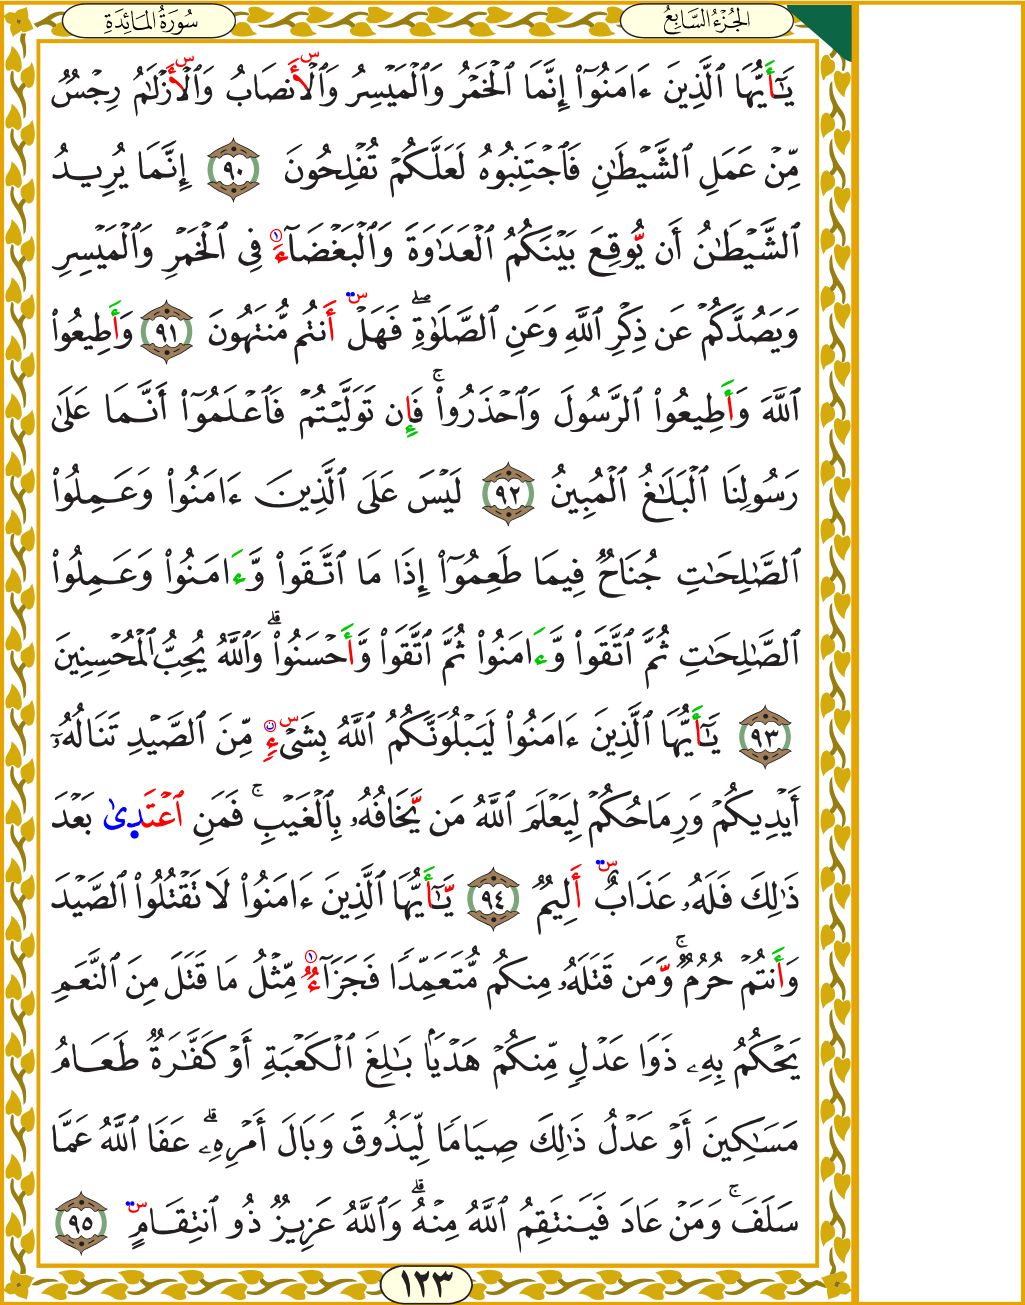 سُورَةُ المَائِدَةِ
الجُزْءُ السَّابِعُ
يَـٰٓأَيُّهَا ٱلَّذِينَ ءَامَنُوٓا۟ إِنَّمَا ٱلْخَمْرُ وَٱلْمَيْسِرُ وَٱلْأَنصَابُ وَٱلْأَزْلَـٰمُ رِجْسٌ
مِّنْ عَمَلِ ٱلشَّيْطَـٰنِ فَٱجْتَنِبُوهُ لَعَلَّكُمْ تُفْلِحُونَ ٩٠ إِنَّمَا يُرِيدُ
ٱلشَّيْطَـٰنُ أَن يُّوقِعَ بَيْنَكُمُ ٱلْعَدَٰوَةَ وَٱلْبَغْضَآءَ فِى ٱلْخَمْرِ وَٱلْمَيْسِرِ
وَيَصُدَّكُمْ عَن ذِكْرِ ٱللَّهِ وَعَنِ ٱلصَّلَوٰةِ ۖ فَهَلْ أَنتُم مُّنتَهُونَ ٩١ وَأَطِيعُوا۟
ٱللَّهَ وَأَطِيعُوا۟ ٱلرَّسُولَ وَٱحْذَرُوا۟ ۚ فَإِن تَوَلَّيْتُمْ فَٱعْلَمُوٓا۟ أَنَّمَا عَلَىٰ
رَسُولِنَا ٱلْبَلَـٰغُ ٱلْمُبِينُ ٩٢ لَيْسَ عَلَى ٱلَّذِينَ ءَامَنُوا۟ وَعَمِلُوا۟
ٱلصَّـٰلِحَـٰتِ جُنَاحٌ فِيمَا طَعِمُوٓا۟ إِذَا مَا ٱتَّقَوا۟ وَّءَامَنُوا۟ وَعَمِلُوا۟
ٱلصَّـٰلِحَـٰتِ ثُمَّ ٱتَّقَوا۟ وَّءَامَنُوا۟ ثُمَّ ٱتَّقَوا۟ وَّأَحْسَنُوا۟ ۗ وَٱللَّهُ يُحِبُّ ٱلْمُحْسِنِينَ
٩٣ يَـٰٓأَيُّهَا ٱلَّذِينَ ءَامَنُوا۟ لَيَبْلُوَنَّكُمُ ٱللَّهُ بِشَىْءٍ مِّنَ ٱلصَّيْدِ تَنَالُهُۥٓ
أَيْدِيكُمْ وَرِمَاحُكُمْ لِيَعْلَمَ ٱللَّهُ مَن يَّخَافُهُۥ بِٱلْغَيْبِ ۚ فَمَنِ ٱعْتَدَىٰ بَعْدَ
ذَٰلِكَ فَلَهُۥ عَذَابٌ أَلِيمٌ ٩٤ يَـٰٓأَيُّهَا ٱلَّذِينَ ءَامَنُوا۟ لَا تَقْتُلُوا۟ ٱلصَّيْدَ
وَأَنتُمْ حُرُمٌ ۚ وَّمَن قَتَلَهُۥ مِنكُم مُّتَعَمِّدًا فَجَزَآءٌ مِّثْلُ مَا قَتَلَ مِنَ ٱلنَّعَمِ
يَحْكُمُ بِهِۦ ذَوَا عَدْلٍ مِّنكُمْ هَدْيًۢا بَـٰلِغَ ٱلْكَعْبَةِ أَوْ كَفَّـٰرَةٌ طَعَامُ
مَسَـٰكِينَ أَوْ عَدْلُ ذَٰلِكَ صِيَامًا لِّيَذُوقَ وَبَالَ أَمْرِهِۦ ۗ عَفَا ٱللَّهُ عَمَّا
سَلَفَ ۚ وَمَنْ عَادَ فَيَنتَقِمُ ٱللَّهُ مِنْهُ ۗ وَٱللَّهُ عَزِيزٌ ذُو ٱنتِقَامٍ ٩٥
١٢٣